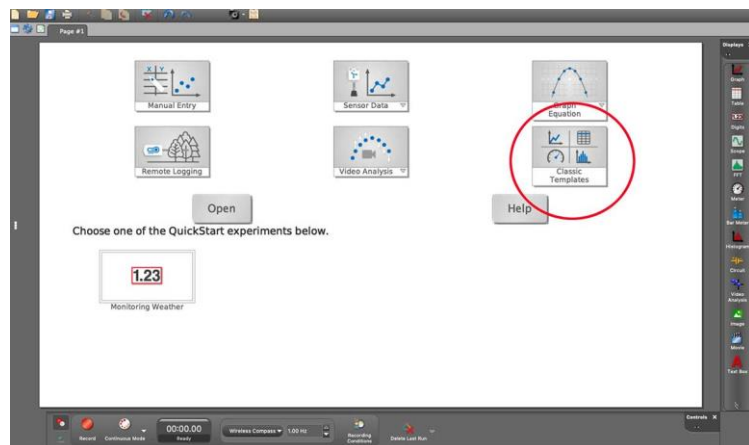 Page #1
Displays
X Y
Manual Entry
Sensor Data
Graph
Equation
Remote Logging
Video Analysis
Classic
Templates
Open
Help
Choose one of the QuickStart experiments below.
1.23
Monitoring Weather
Graph
Table
Digits
Scope
FFT
Meter
Bar Meter
Histogram
Circuit
Video
Analysis
Image
Movie
Text Box
Controls X
Record
Continuous Mode
00:00.00
Ready
Wireless Compass
1.00 Hz
Recording
Conditions
Delete Last Run